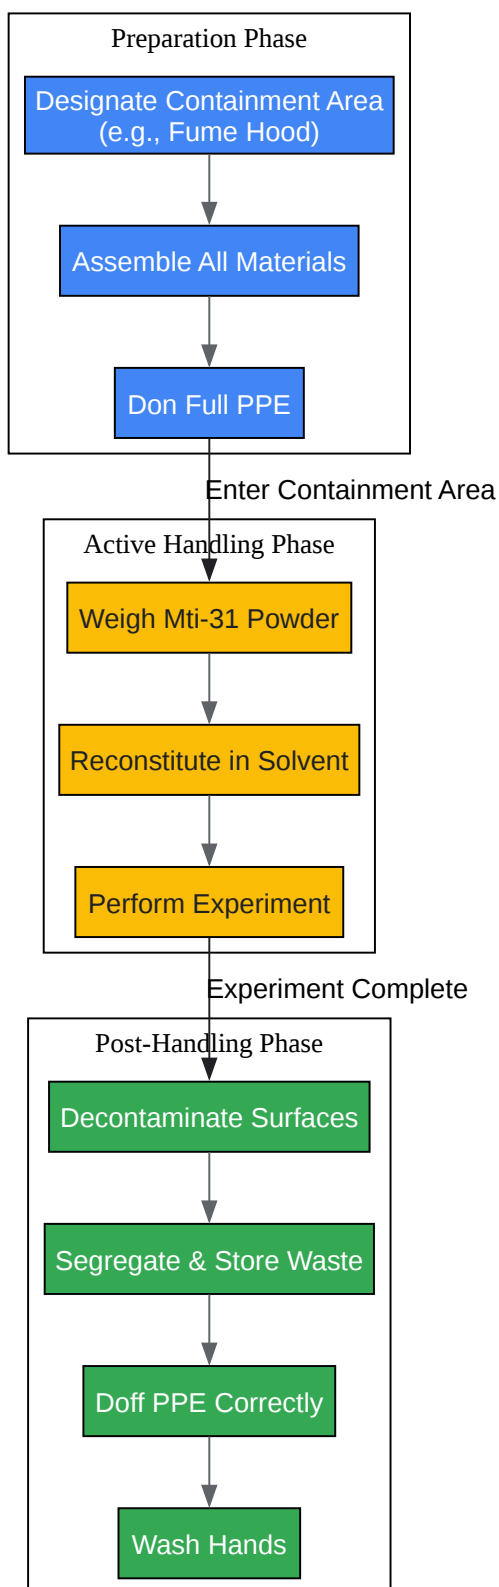 Preparation Phase
Designate Containment Area
(e.g., Fume Hood)
Assemble All Materials
Don Full PPE
Enter Containment Area
Active Handling Phase
Weigh Mti-31 Powder
Reconstitute in Solvent
Perform Experiment
Experiment Complete
Post-Handling Phase
Decontaminate Surfaces
Segregate & Store Waste
Doff PPE Correctly
Wash Hands